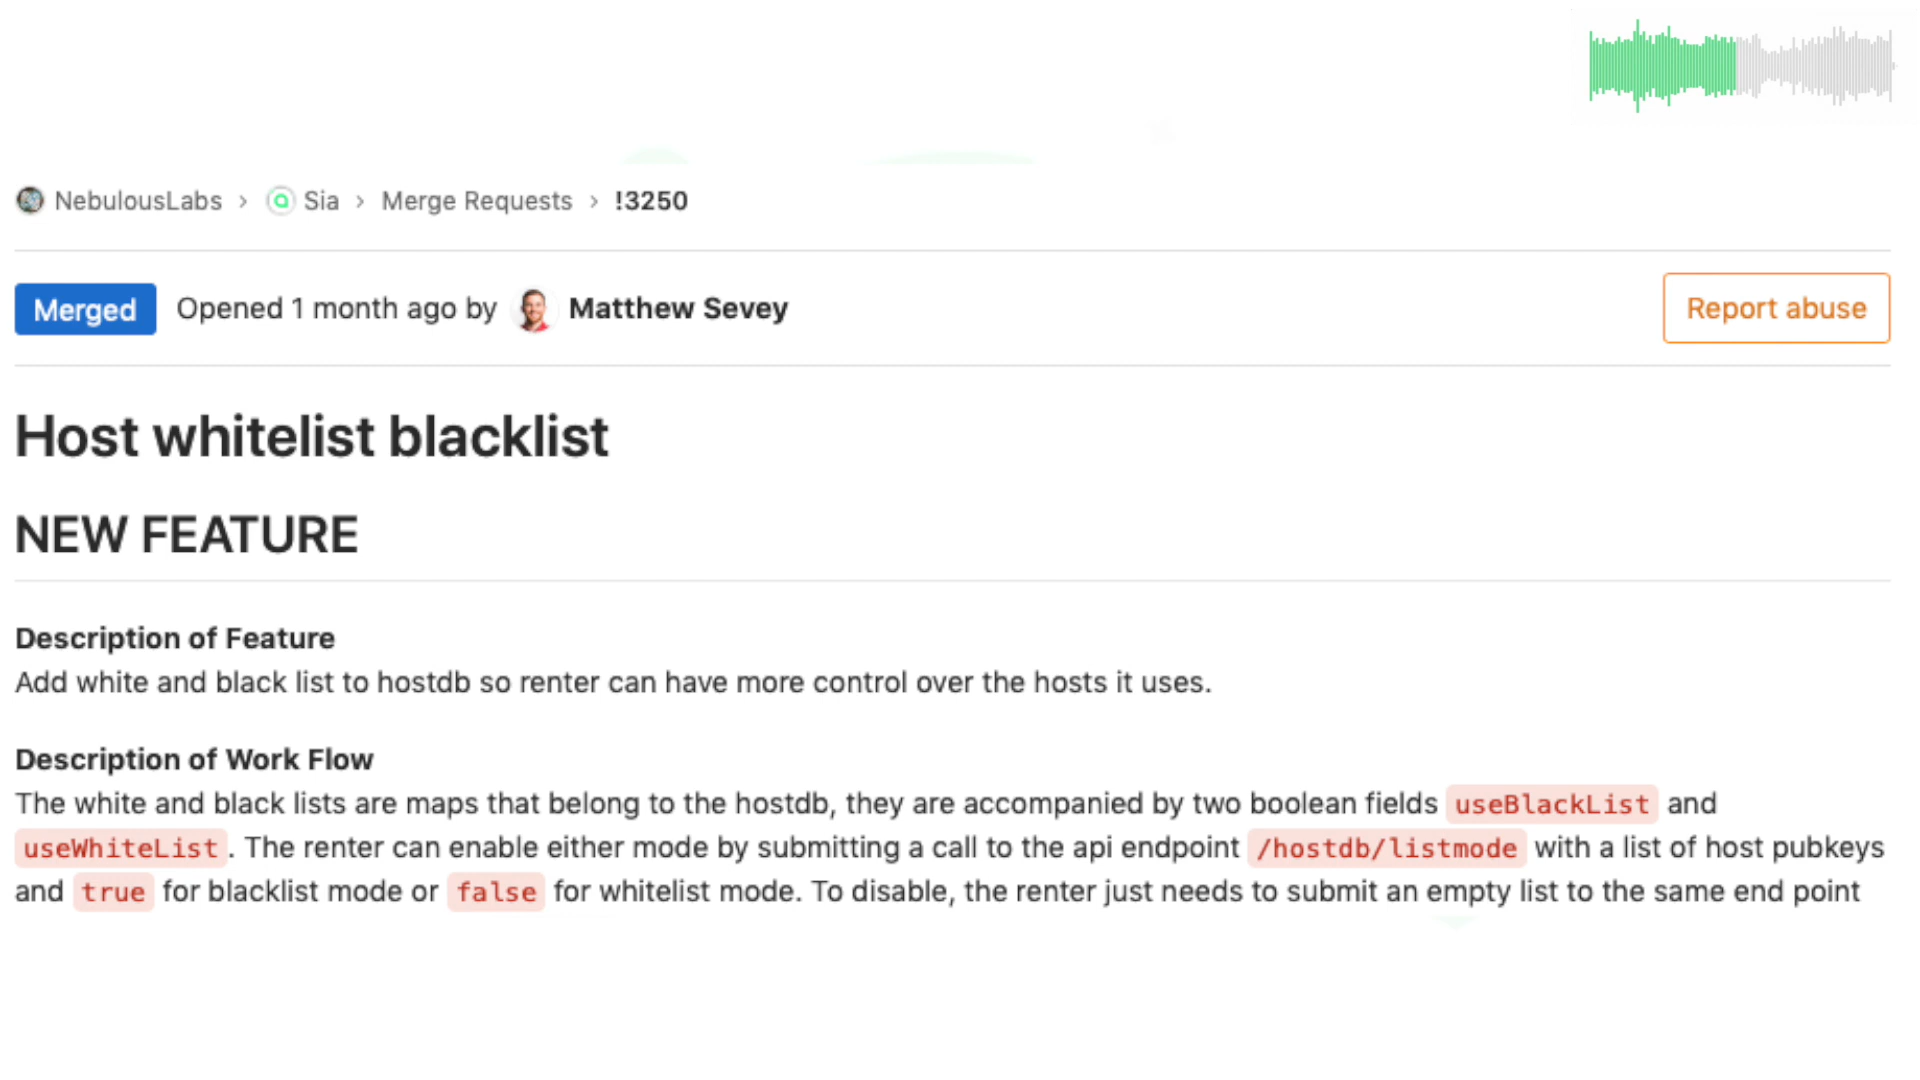 NebulousLabs > Sia > Merge Requests > !3250
Merged Opened 1 month ago by Matthew Sevey Report abuse
Host whitelist blacklist
NEW FEATURE
Description of Feature
Add white and black list to hostdb so renter can have more control over the hosts it uses.
Description of Work Flow
The white and black lists are maps that belong to the hostdb, they are accompanied by two boolean fields useBlackList and
useWhiteList. The renter can enable either mode by submitting a call to the api endpoint /hostdb/listmode with a list of host pubkeys
and true for blacklist mode or false for whitelist mode. To disable, the renter just needs to submit an empty list to the same end point